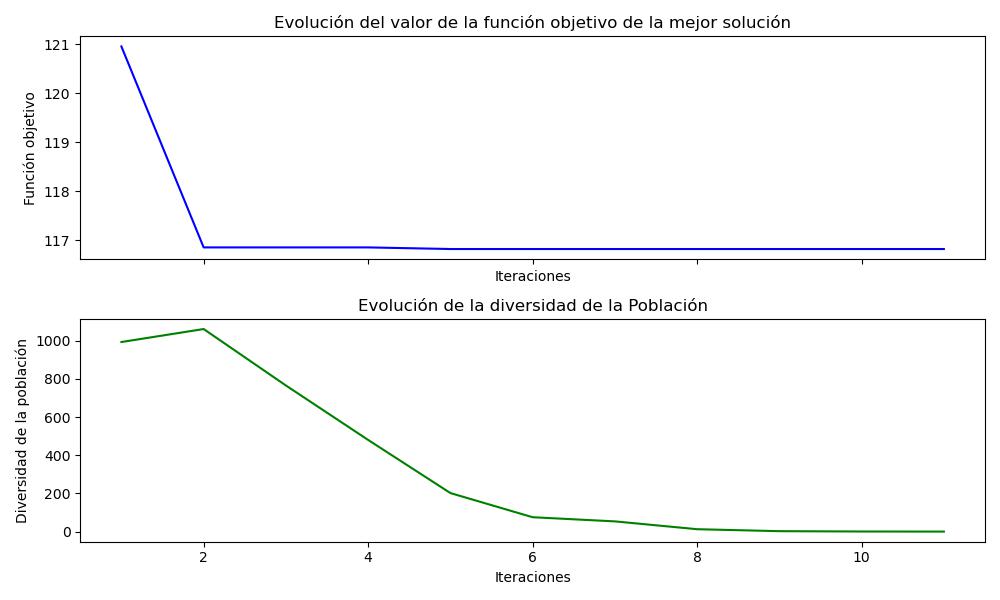 Evolución del valor de la función objetivo de la mejor solución
Función objetivo
121
120
119
118
117
Iteraciones
Evolución de la diversidad de la Población
Diversidad de la población
1000
800
600
400
200
0
2 4 6 8 10
Iteraciones